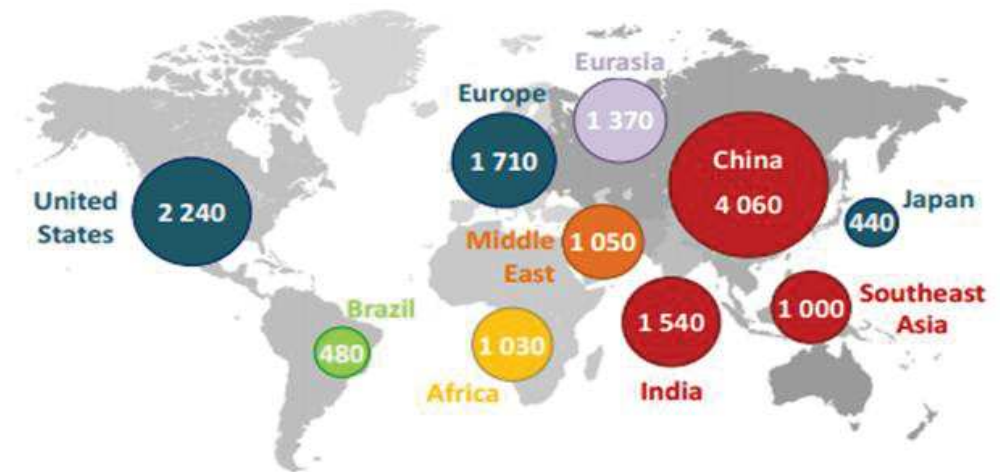 Eurasia
1 370
Europe
1 710
China
4 060
United
States
2 240
Japan
440
Middle
East
1 050
Brazil
480
Africa
1 030
India
1 540
Southeast
Asia
1 000